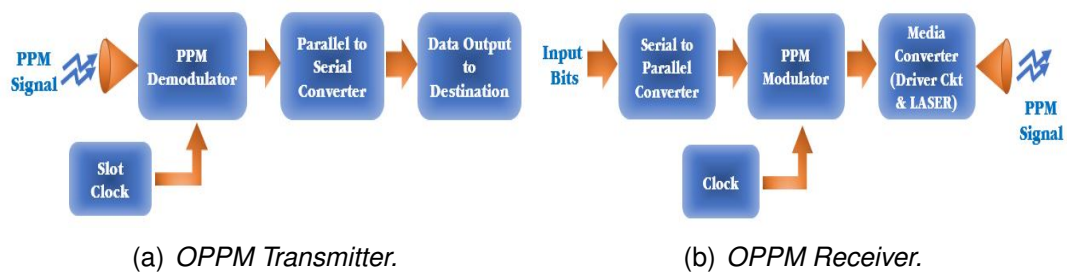 PPM
Signal
PPM
Demodulator
Parallel to
Serial
Converter
Data Output
to
Destination
Slot
Clock
(a) OPPM Transmitter.
Input
Bits
Serial to
Parallel
Converter
PPM
Modulator
Media
Converter
(Driver Ckt
& LASER)
PPM
Signal
Clock
(b) OPPM Receiver.